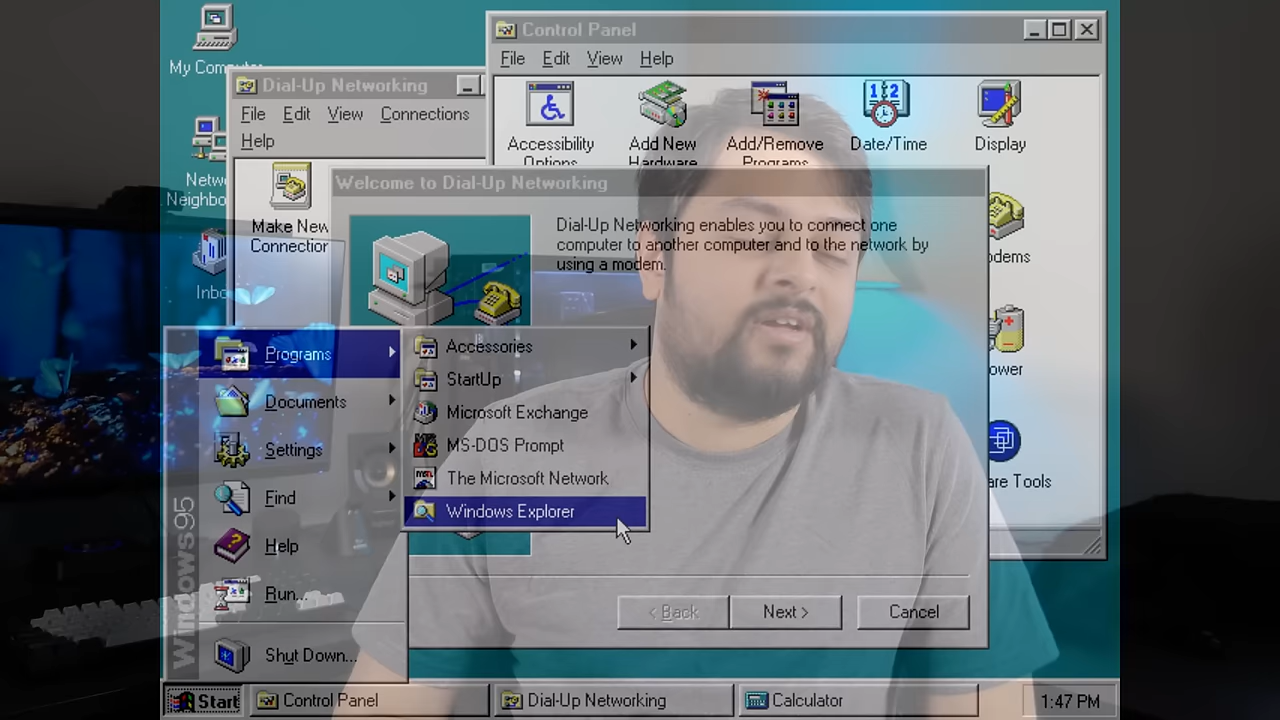 My Computer
Control Panel
File Edit View Help
Accessibility
Options
Add New
Hardware
Add/Remove
Programs
Date/Time
Display
Dial-Up Networking
File Edit View Connections
Help
Make New
Connection
Welcome to Dial-Up Networking
Dial-Up Networking enables you to connect one
computer to another computer and to the network by
using a modem.
Netw
Neighbo
Inbo
odems
ower
are Tools
Programs
Documents
Settings
Find
Help
Run...
Shut Down...
Windows95
Accessories
StartUp
Microsoft Exchange
MS-DOS Prompt
The Microsoft Network
Windows Explorer
< Back Next > Cancel
Start Control Panel Dial-Up Networking Calculator 1:47 PM